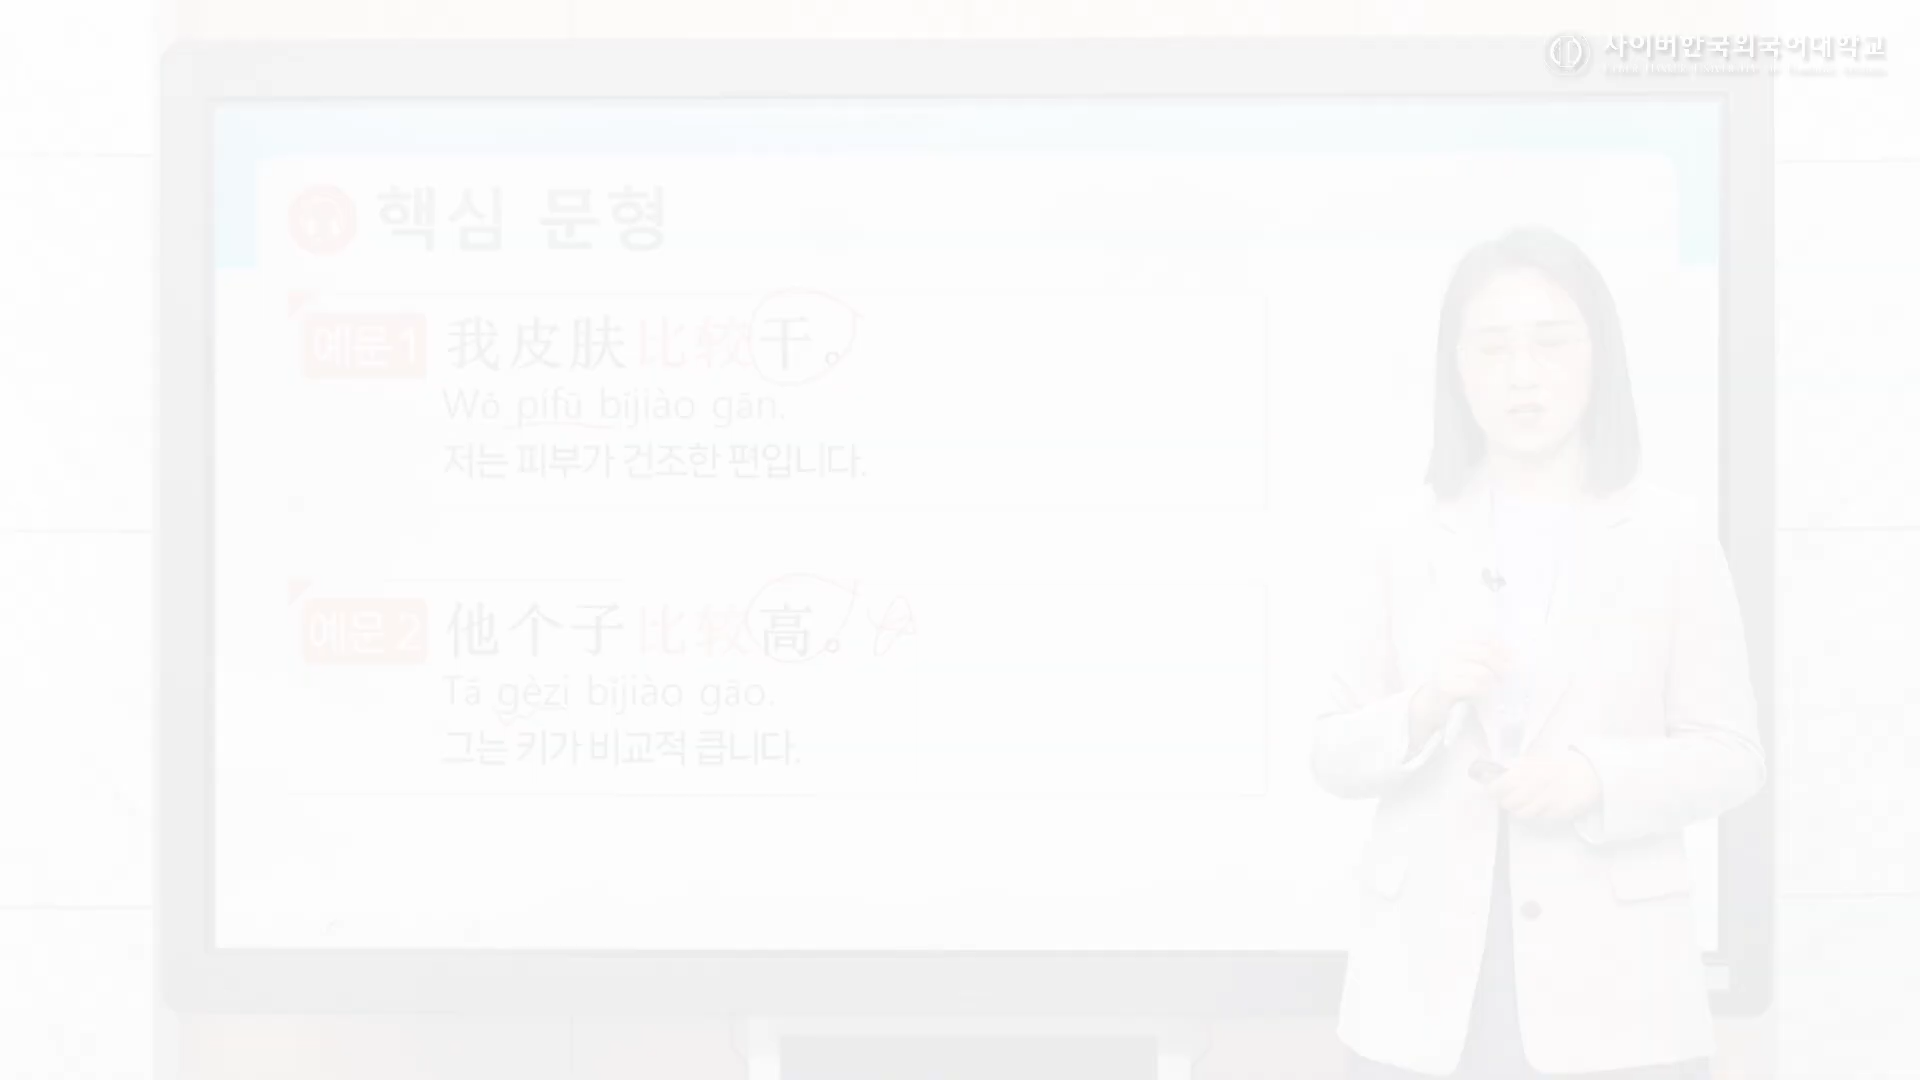 사이버한국외국어대학교
핵심 문형
예문 1 我皮肤比较干。
Wǒ pífū bǐjiào gān.
저는 피부가 건조한 편입니다.
예문 2 他个子比较高。
Tā gèzi bǐjiào gāo.
그는 키가 비교적 큽니다.